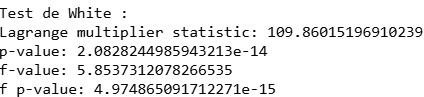 Test de White :
Lagrange multiplier statistic: 109.86015196910239
p-value: 2.0828244985943213e-14
f-value: 5.8537312078266535
f p-value: 4.974865091712271e-15